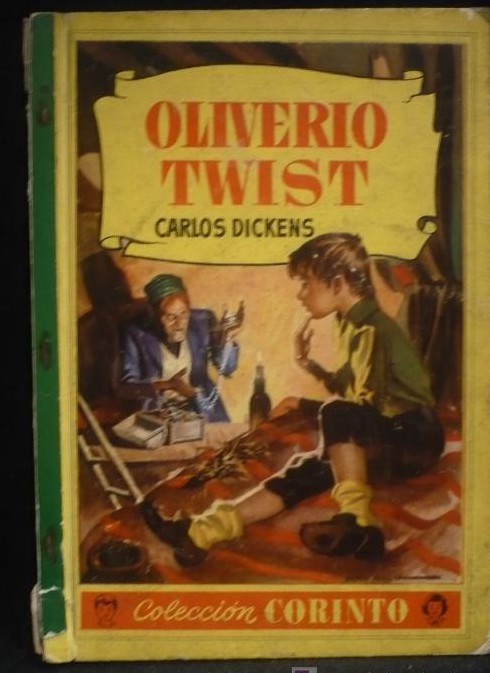 OLIVERIO
TWIST
CARLOS DICKENS
Colección CORINTO